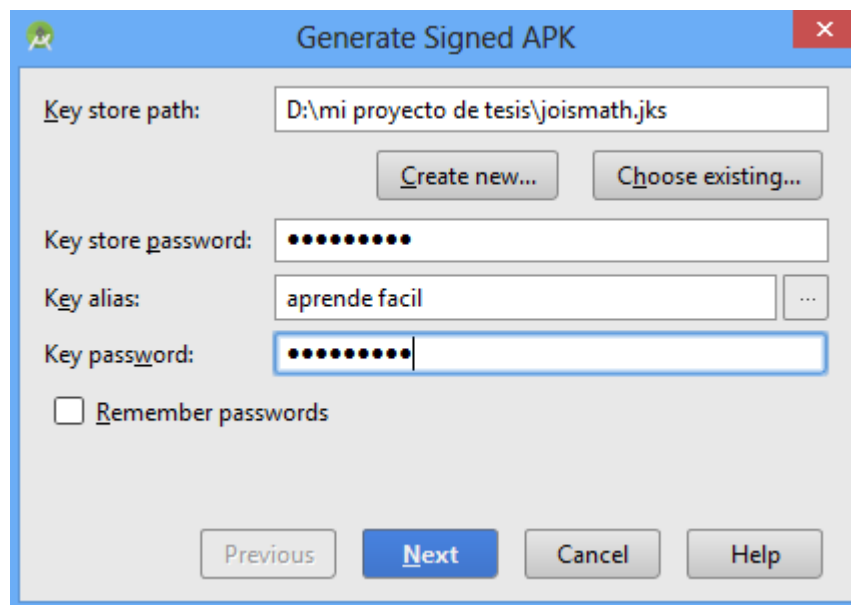 Generate Signed APK
Key store path: D:\mi proyecto de tesis\joismath.jks
Create new... Choose existing...
Key store password: •••••••••
Key alias: aprende facil ...
Key password: •••••••••
Remember passwords
Previous Next Cancel Help